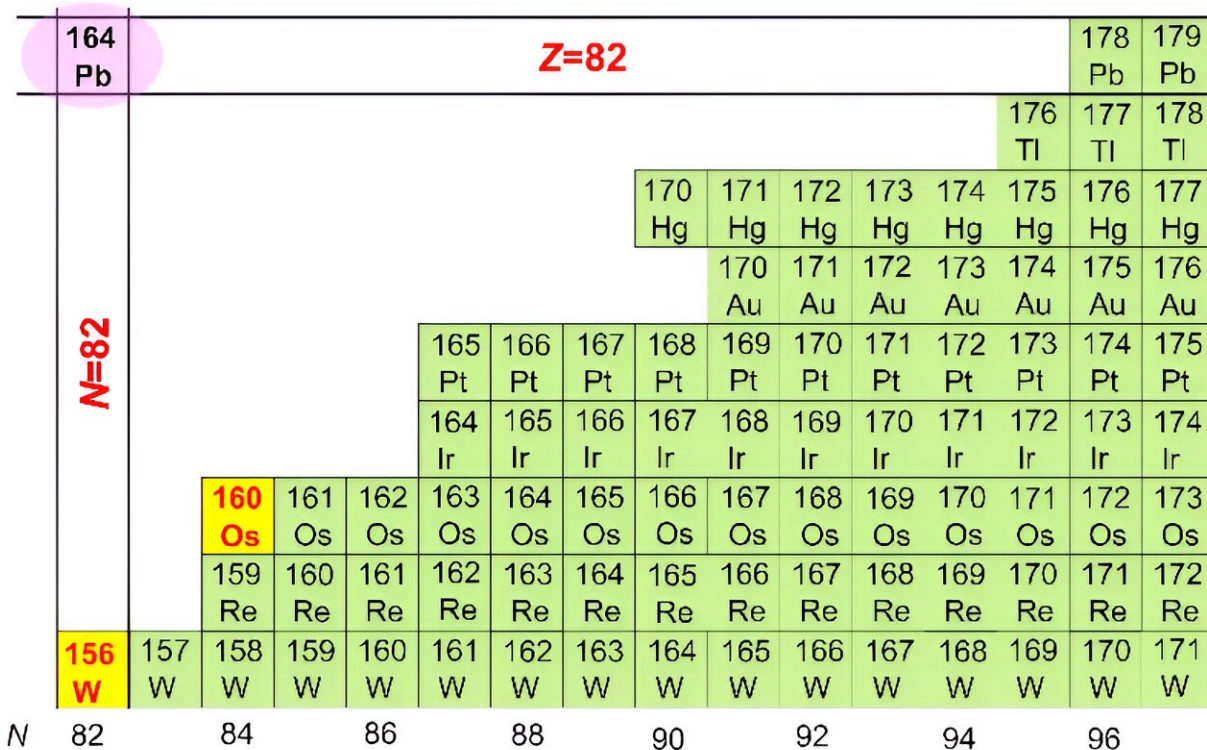 164 Z=82 178 179
Pb Pb Pb
176 177 178
Tl Tl Tl
170 171 172 173 174 175 176 177
Hg Hg Hg Hg Hg Hg Hg Hg
170 171 172 173 174 175 176
Au Au Au Au Au Au Au
N=82
165 166 167 168 169 170 171 172 173 174 175
Pt Pt Pt Pt Pt Pt Pt Pt Pt Pt Pt
164 165 166 167 168 169 170 171 172 173 174
Ir Ir Ir Ir Ir Ir Ir Ir Ir Ir Ir
160 161 162 163 164 165 166 167 168 169 170 171 172 173
Os Os Os Os Os Os Os Os Os Os Os Os Os Os
159 160 161 162 163 164 165 166 167 168 169 170 171 172
Re Re Re Re Re Re Re Re Re Re Re Re Re Re
156 157 158 159 160 161 162 163 164 165 166 167 168 169 170 171
W W W W W W W W W W W W W W W W
N 82 84 86 88 90 92 94 96